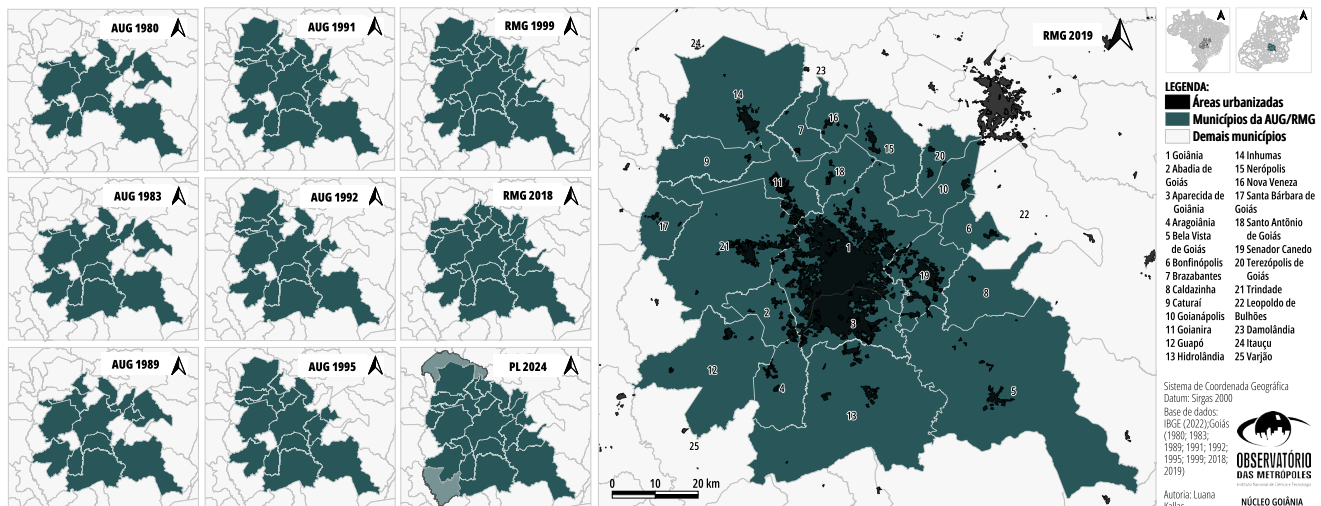 AUG 1980
AUG 1991
RMG 1999
AUG 1983
AUG 1992
RMG 2018
AUG 1989
AUG 1995
PL 2024
RMG 2019
24
23
14
16
7
15
20
9
18
11
10
17
22
6
1
21
19
8
2
3
12
4
5
13
25
0 10 20 km
LEGENDA:
Áreas urbanizadas
Municípios da AUG/RMG
Demais municípios
1 Goiânia
2 Abadia de
Goiás
3 Aparecida de
Goiânia
4 Aragoiânia
5 Bela Vista
de Goiás
6 Bonfinópolis
7 Brazabantes
8 Caldazinha
9 Caturaí
10 Goianápolis
11 Goianira
12 Guapó
13 Hidrolândia
14 Inhumas
15 Nerópolis
16 Nova Veneza
17 Santa Bárbara de
Goiás
18 Santo Antônio
de Goiás
19 Senador Canedo
20 Terezópolis de
Goiás
21 Trindade
22 Leopoldo de
Bulhões
23 Damolândia
24 Itauçu
25 Varjão
Sistema de Coordenada Geográfica
Datum: Sirgas 2000
Base de dados:
IBGE (2022);Goiás
(1980; 1983;
1989; 1991; 1992;
1995; 1999; 2018;
2019)
Autoria: Luana
Kallas
OBSERVATÓRIO
DAS METRÓPOLES
Instituto Nacional de Ciência e Tecnologia
NÚCLEO GOIÂNIA